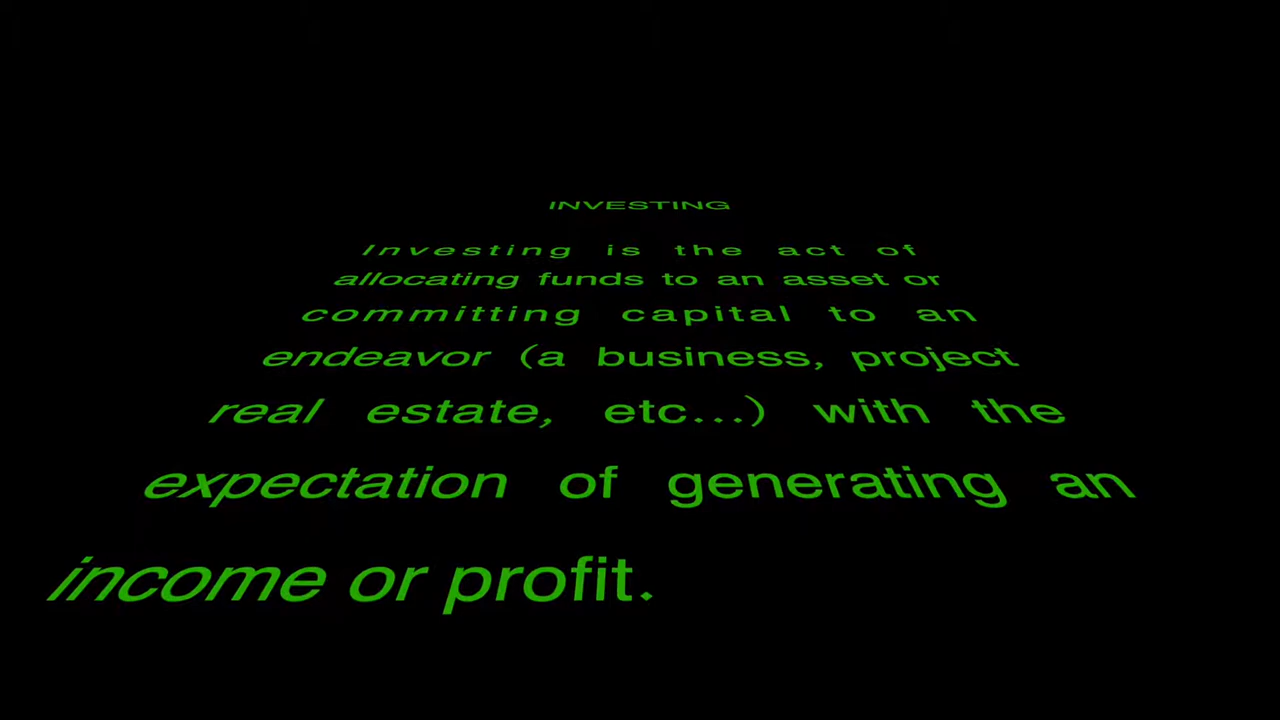 INVESTING
Investing is the act of
allocating funds to an asset or
committing capital to an
endeavor (a business, project
real estate, etc...) with the
expectation of generating an
income or profit.